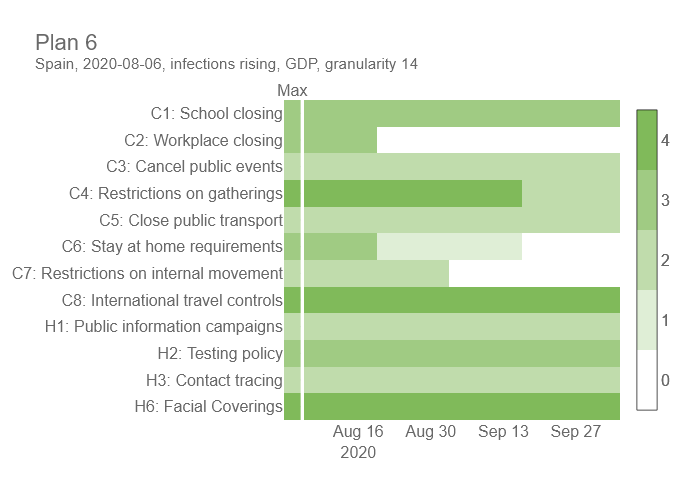 Plan 6
Spain, 2020-08-06, infections rising, GDP, granularity 14
Max
C1: School closing
C2: Workplace closing
C3: Cancel public events
C4: Restrictions on gatherings
C5: Close public transport
C6: Stay at home requirements
C7: Restrictions on internal movement
C8: International travel controls
H1: Public information campaigns
H2: Testing policy
H3: Contact tracing
H6: Facial Coverings
Aug 16
2020
Aug 30
Sep 13
Sep 27
4
3
2
1
0